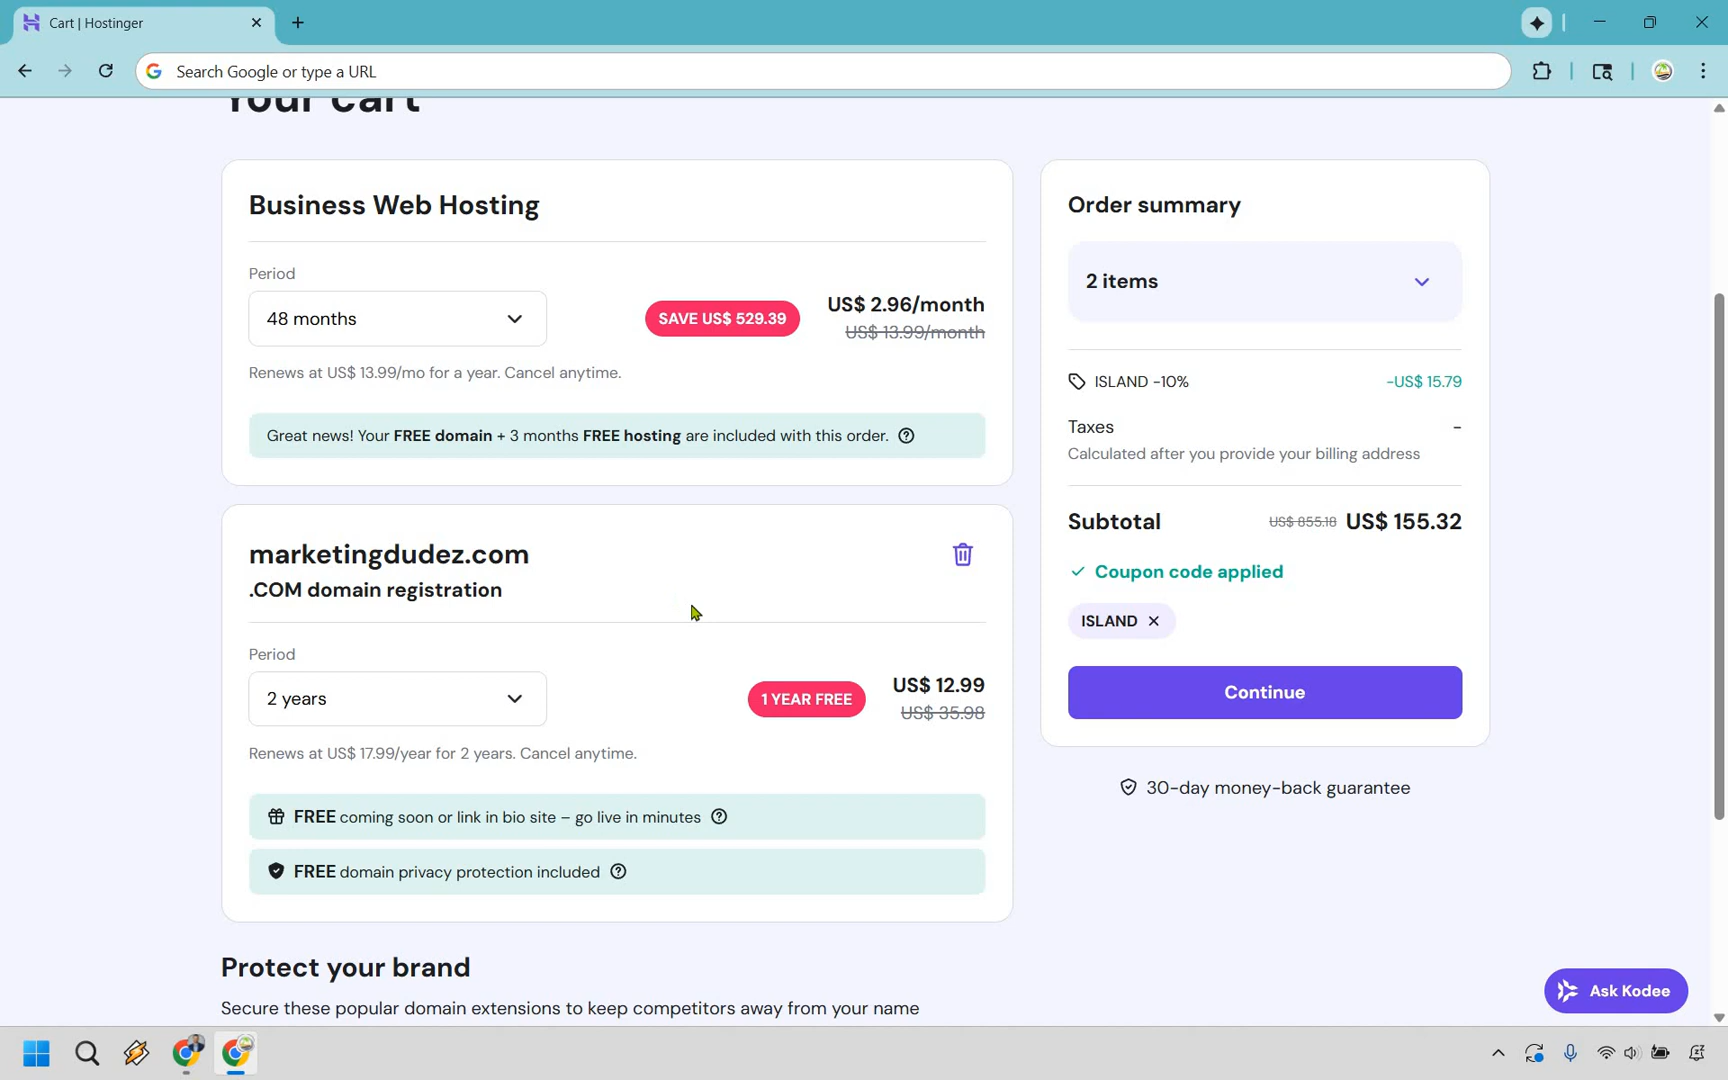 Cart | Hostinger
Search Google or type a URL
Your cart
Business Web Hosting
Period
48 months
SAVE US$ 529.39
US$ 2.96/month
US$ 13.99/month
Renews at US$ 13.99/mo for a year. Cancel anytime.
Great news! Your FREE domain + 3 months FREE hosting are included with this order.
marketingdudez.com
.COM domain registration
Period
2 years
1 YEAR FREE
US$ 12.99
US$ 35.98
Renews at US$ 17.99/year for 2 years. Cancel anytime.
FREE coming soon or link in bio site – go live in minutes
FREE domain privacy protection included
Protect your brand
Secure these popular domain extensions to keep competitors away from your name
Order summary
2 items
ISLAND -10%
-US$ 15.79
Taxes
-
Calculated after you provide your billing address
Subtotal
US$ 855.18 US$ 155.32
Coupon code applied
ISLAND
Continue
30-day money-back guarantee
Ask Kodee